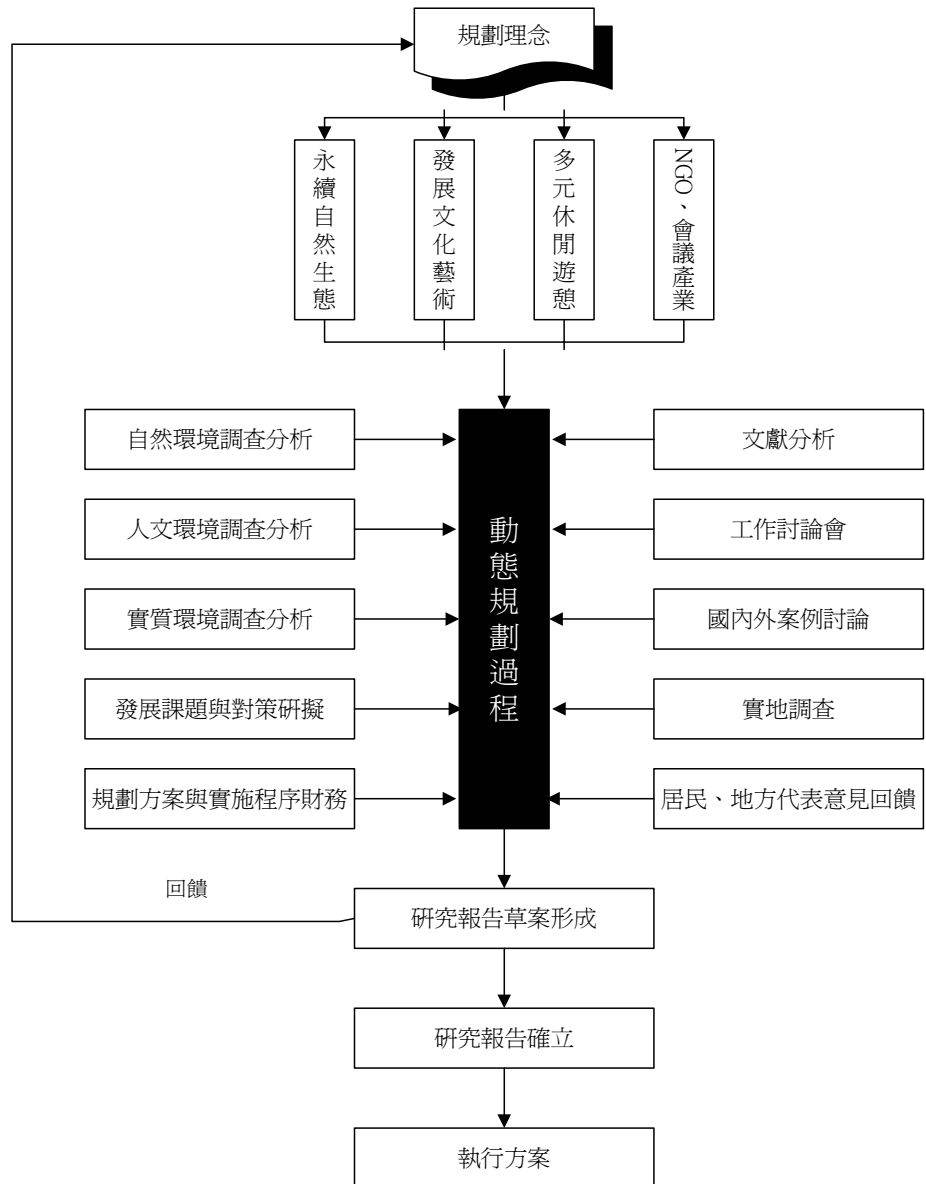 規劃理念
永續自然生態
發展文化藝術
多元休閒遊憩
NGO、會議產業
自然環境調查分析
文獻分析
人文環境調查分析
動態規劃過程
工作討論會
實質環境調查分析
國內外案例討論
發展課題與對策研擬
實地調查
規劃方案與實施程序財務
居民、地方代表意見回饋
回饋
研究報告草案形成
研究報告確立
執行方案